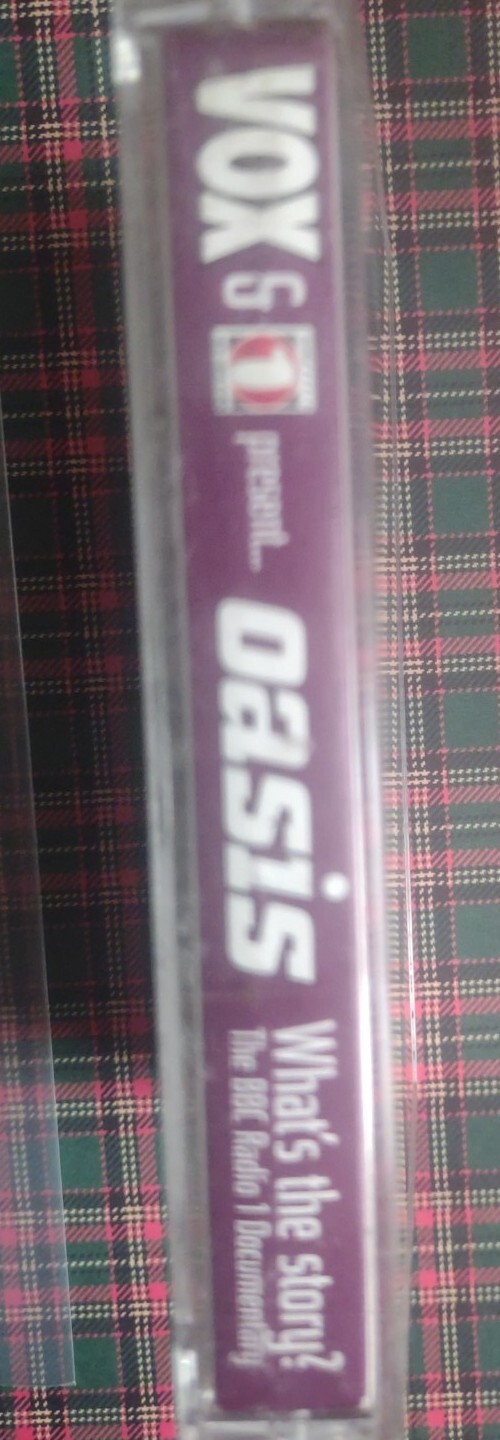 VOX & 1 present... oasis
What's the story?
The BBC Radio 1 Documentary